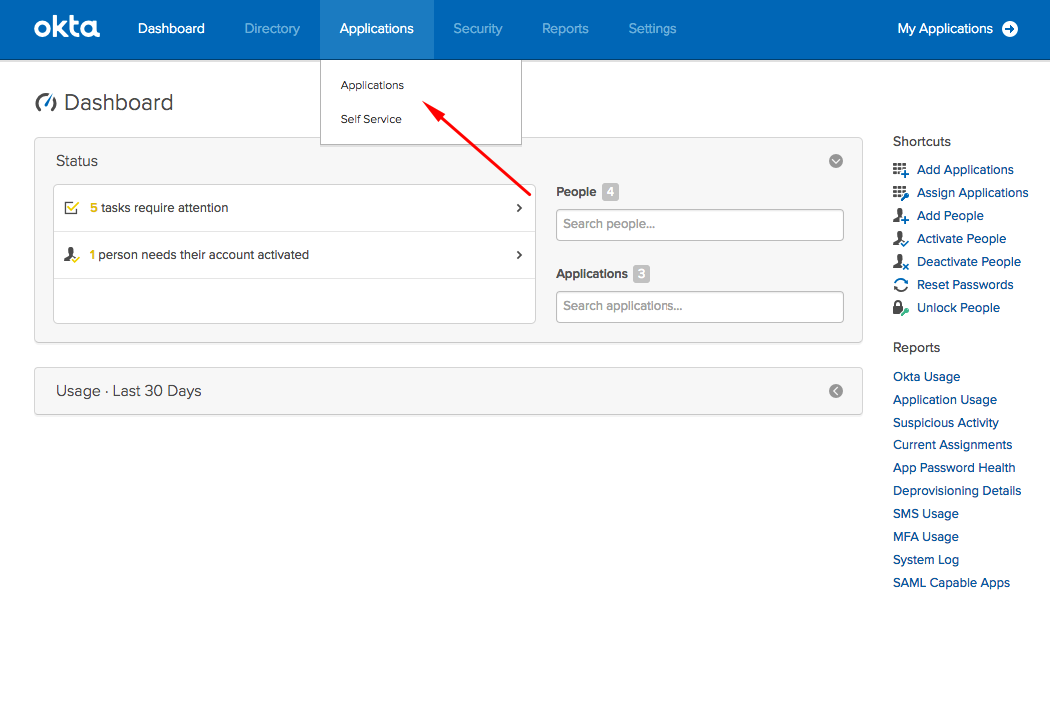 okta Dashboard Directory Applications Security Reports Settings My Applications
Applications
Self Service
Dashboard
Status
5 tasks require attention
1 person needs their account activated
People 4
Search people...
Applications 3
Search applications...
Usage · Last 30 Days
Shortcuts
Add Applications
Assign Applications
Add People
Activate People
Deactivate People
Reset Passwords
Unlock People
Reports
Okta Usage
Application Usage
Suspicious Activity
Current Assignments
App Password Health
Deprovisioning Details
SMS Usage
MFA Usage
System Log
SAML Capable Apps